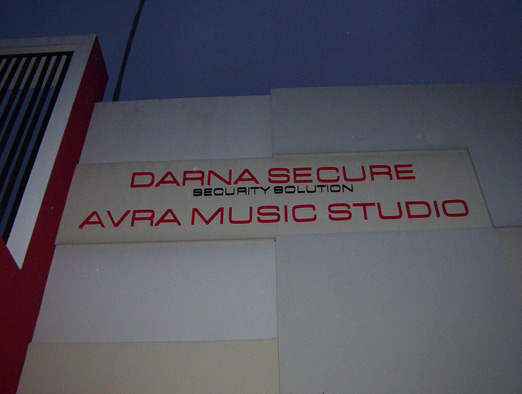 DARNA SECURE
SECURITY SOLUTION
AVRA MUSIC STUDIO